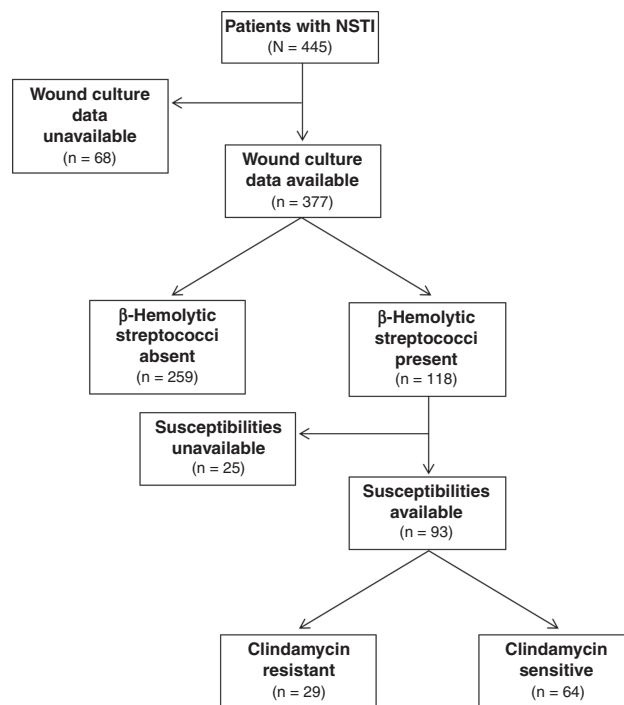 Patients with NSTI
(N = 445)
Wound culture
data
unavailable
(n = 68)
Wound culture
data available
(n = 377)
β-Hemolytic
streptococci
absent
(n = 259)
β-Hemolytic
streptococci
present
(n = 118)
Susceptibilities
unavailable
(n = 25)
Susceptibilities
available
(n = 93)
Clindamycin
resistant
(n = 29)
Clindamycin
sensitive
(n = 64)